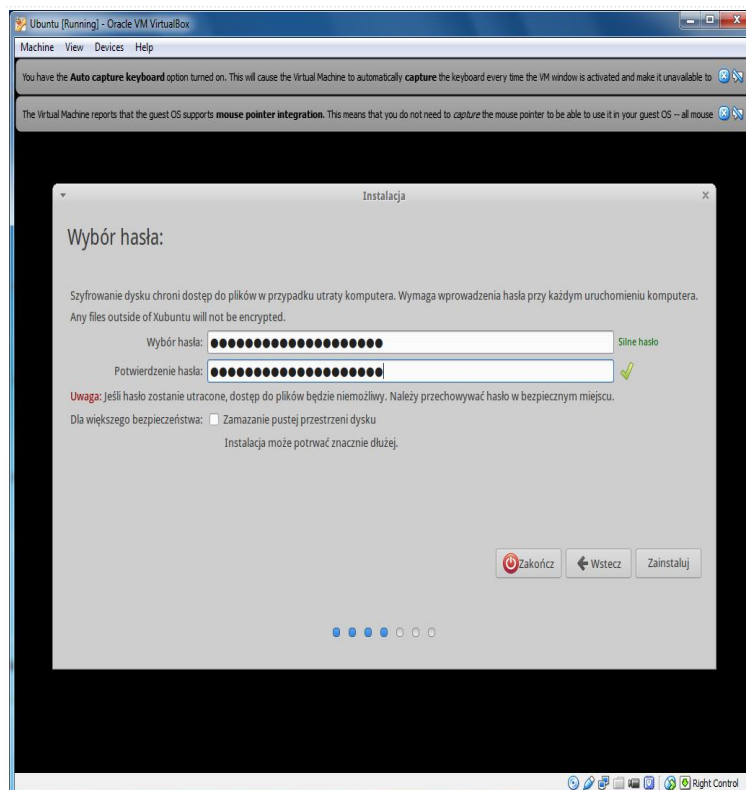 Ubuntu [Running] - Oracle VM VirtualBox
Machine View Devices Help
You have the Auto capture keyboard option turned on. This will cause the Virtual Machine to automatically capture the keyboard every time the VM window is activated and make it unavailable to
The Virtual Machine reports that the guest OS supports mouse pointer integration. This means that you do not need to capture the mouse pointer to be able to use it in your guest OS -- all mouse
Instalacja
Wybór hasła:
Szyfrowanie dysku chroni dostęp do plików w przypadku utraty komputera. Wymaga wprowadzenia hasła przy każdym uruchomieniu komputera.
Any files outside of Xubuntu will not be encrypted.
Wybór hasła: ●●●●●●●●●●●●●●●●●●●● Silne hasło
Potwierdzenie hasła: ●●●●●●●●●●●●●●●●●●●●
Uwaga: Jeśli hasło zostanie utracone, dostęp do plików będzie niemożliwy. Należy przechowywać hasło w bezpiecznym miejscu.
Dla większego bezpieczeństwa: Zamazanie pustej przestrzeni dysku
Instalacja może potrwać znacznie dłużej.
Zakończ Wstecz Zainstaluj
Right Control